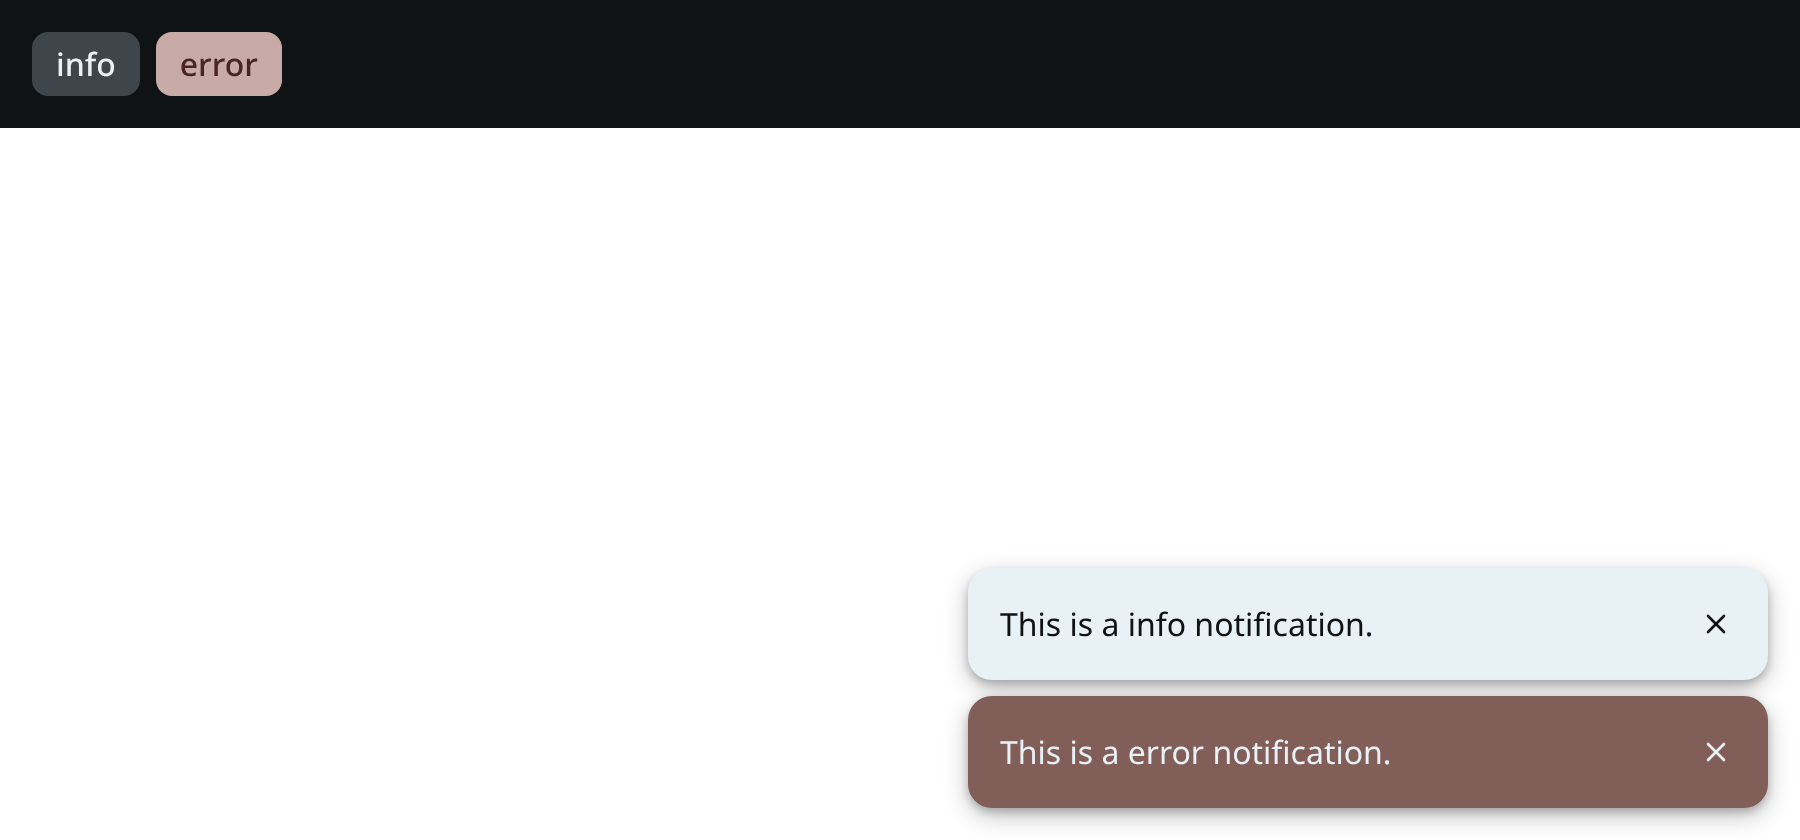 info
error
This is a info notification.
This is a error notification.